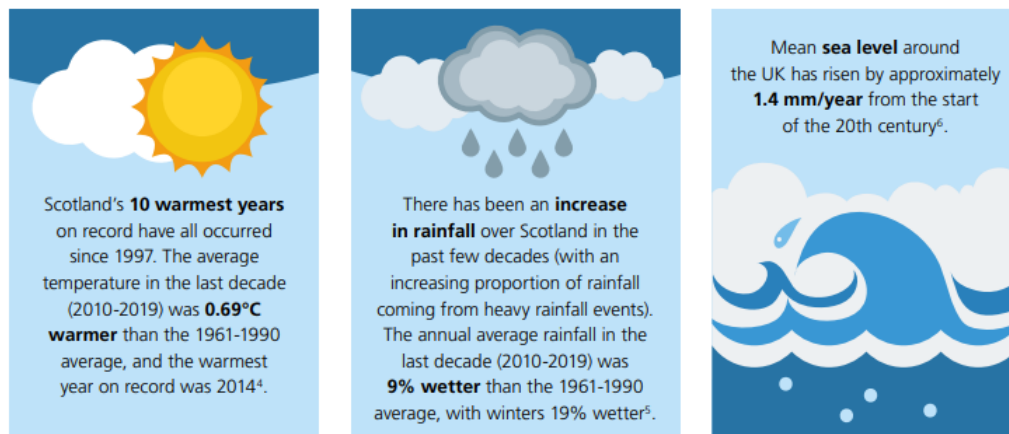 Scotland's 10 warmest years
on record have all occurred
since 1997. The average
temperature in the last decade
(2010-2019) was 0.69°C
warmer than the 1961-1990
average, and the warmest
year on record was 2014⁴.
There has been an increase
in rainfall over Scotland in the
past few decades (with an
increasing proportion of rainfall
coming from heavy rainfall events).
The annual average rainfall in the
last decade (2010-2019) was
9% wetter than the 1961-1990
average, with winters 19% wetter⁵.
Mean sea level around
the UK has risen by approximately
1.4 mm/year from the start
of the 20th century⁶.